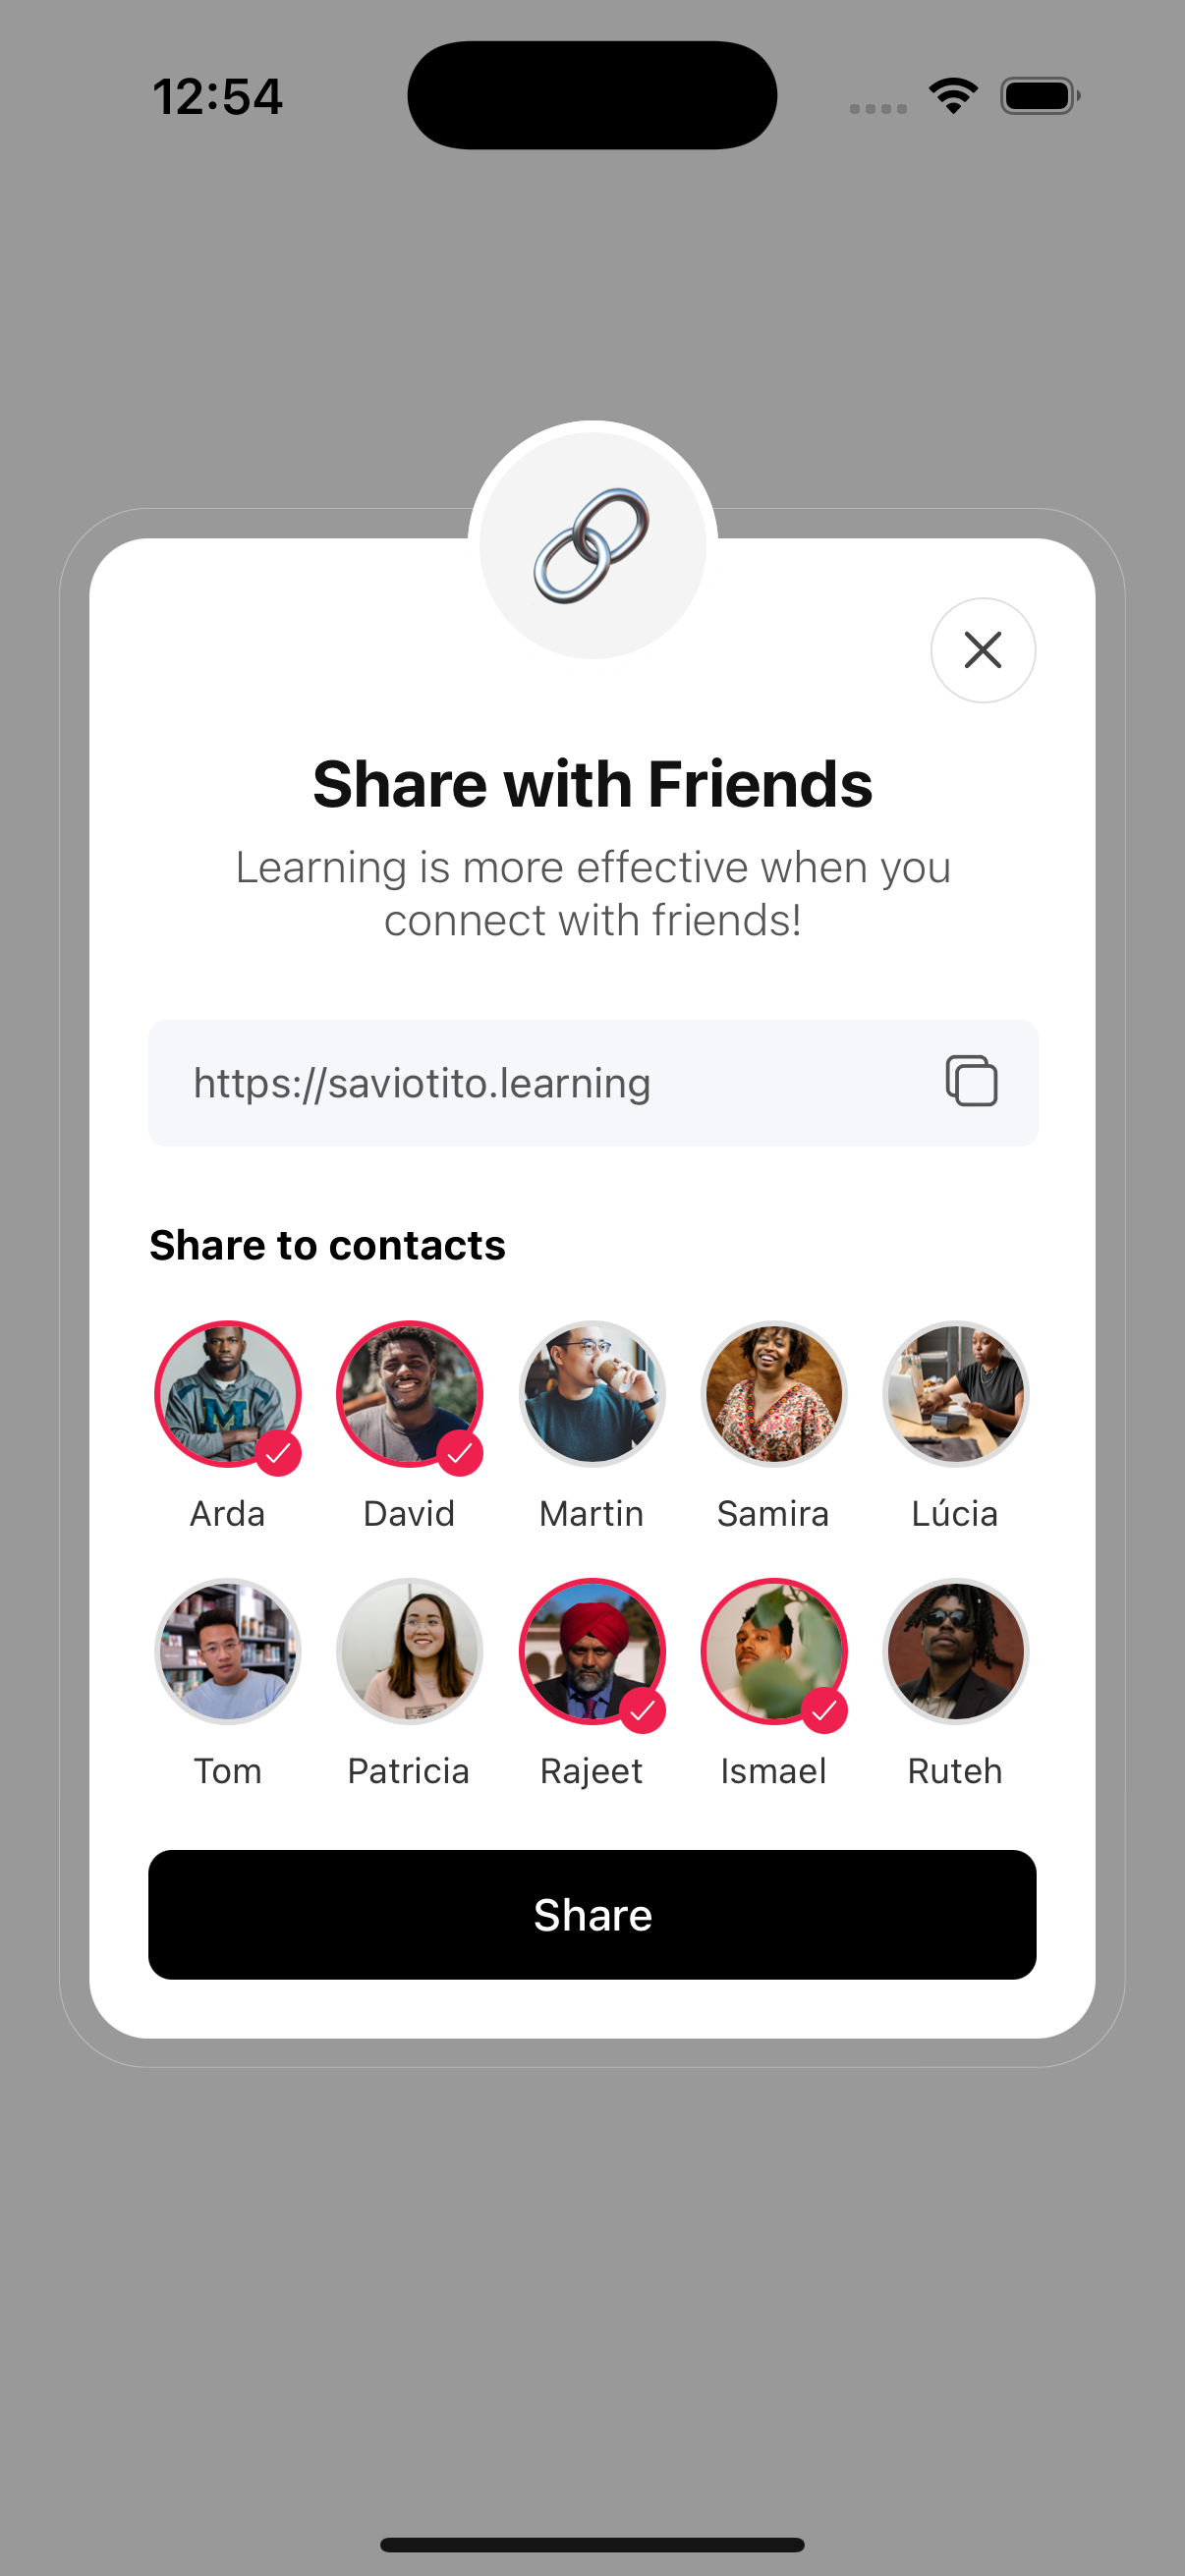 12:54
Share with Friends
Learning is more effective when you
connect with friends!
https://saviotito.learning
Share to contacts
M
Arda David Martin Samira Lúcia
Tom Patricia Rajeet Ismael Ruteh
Share